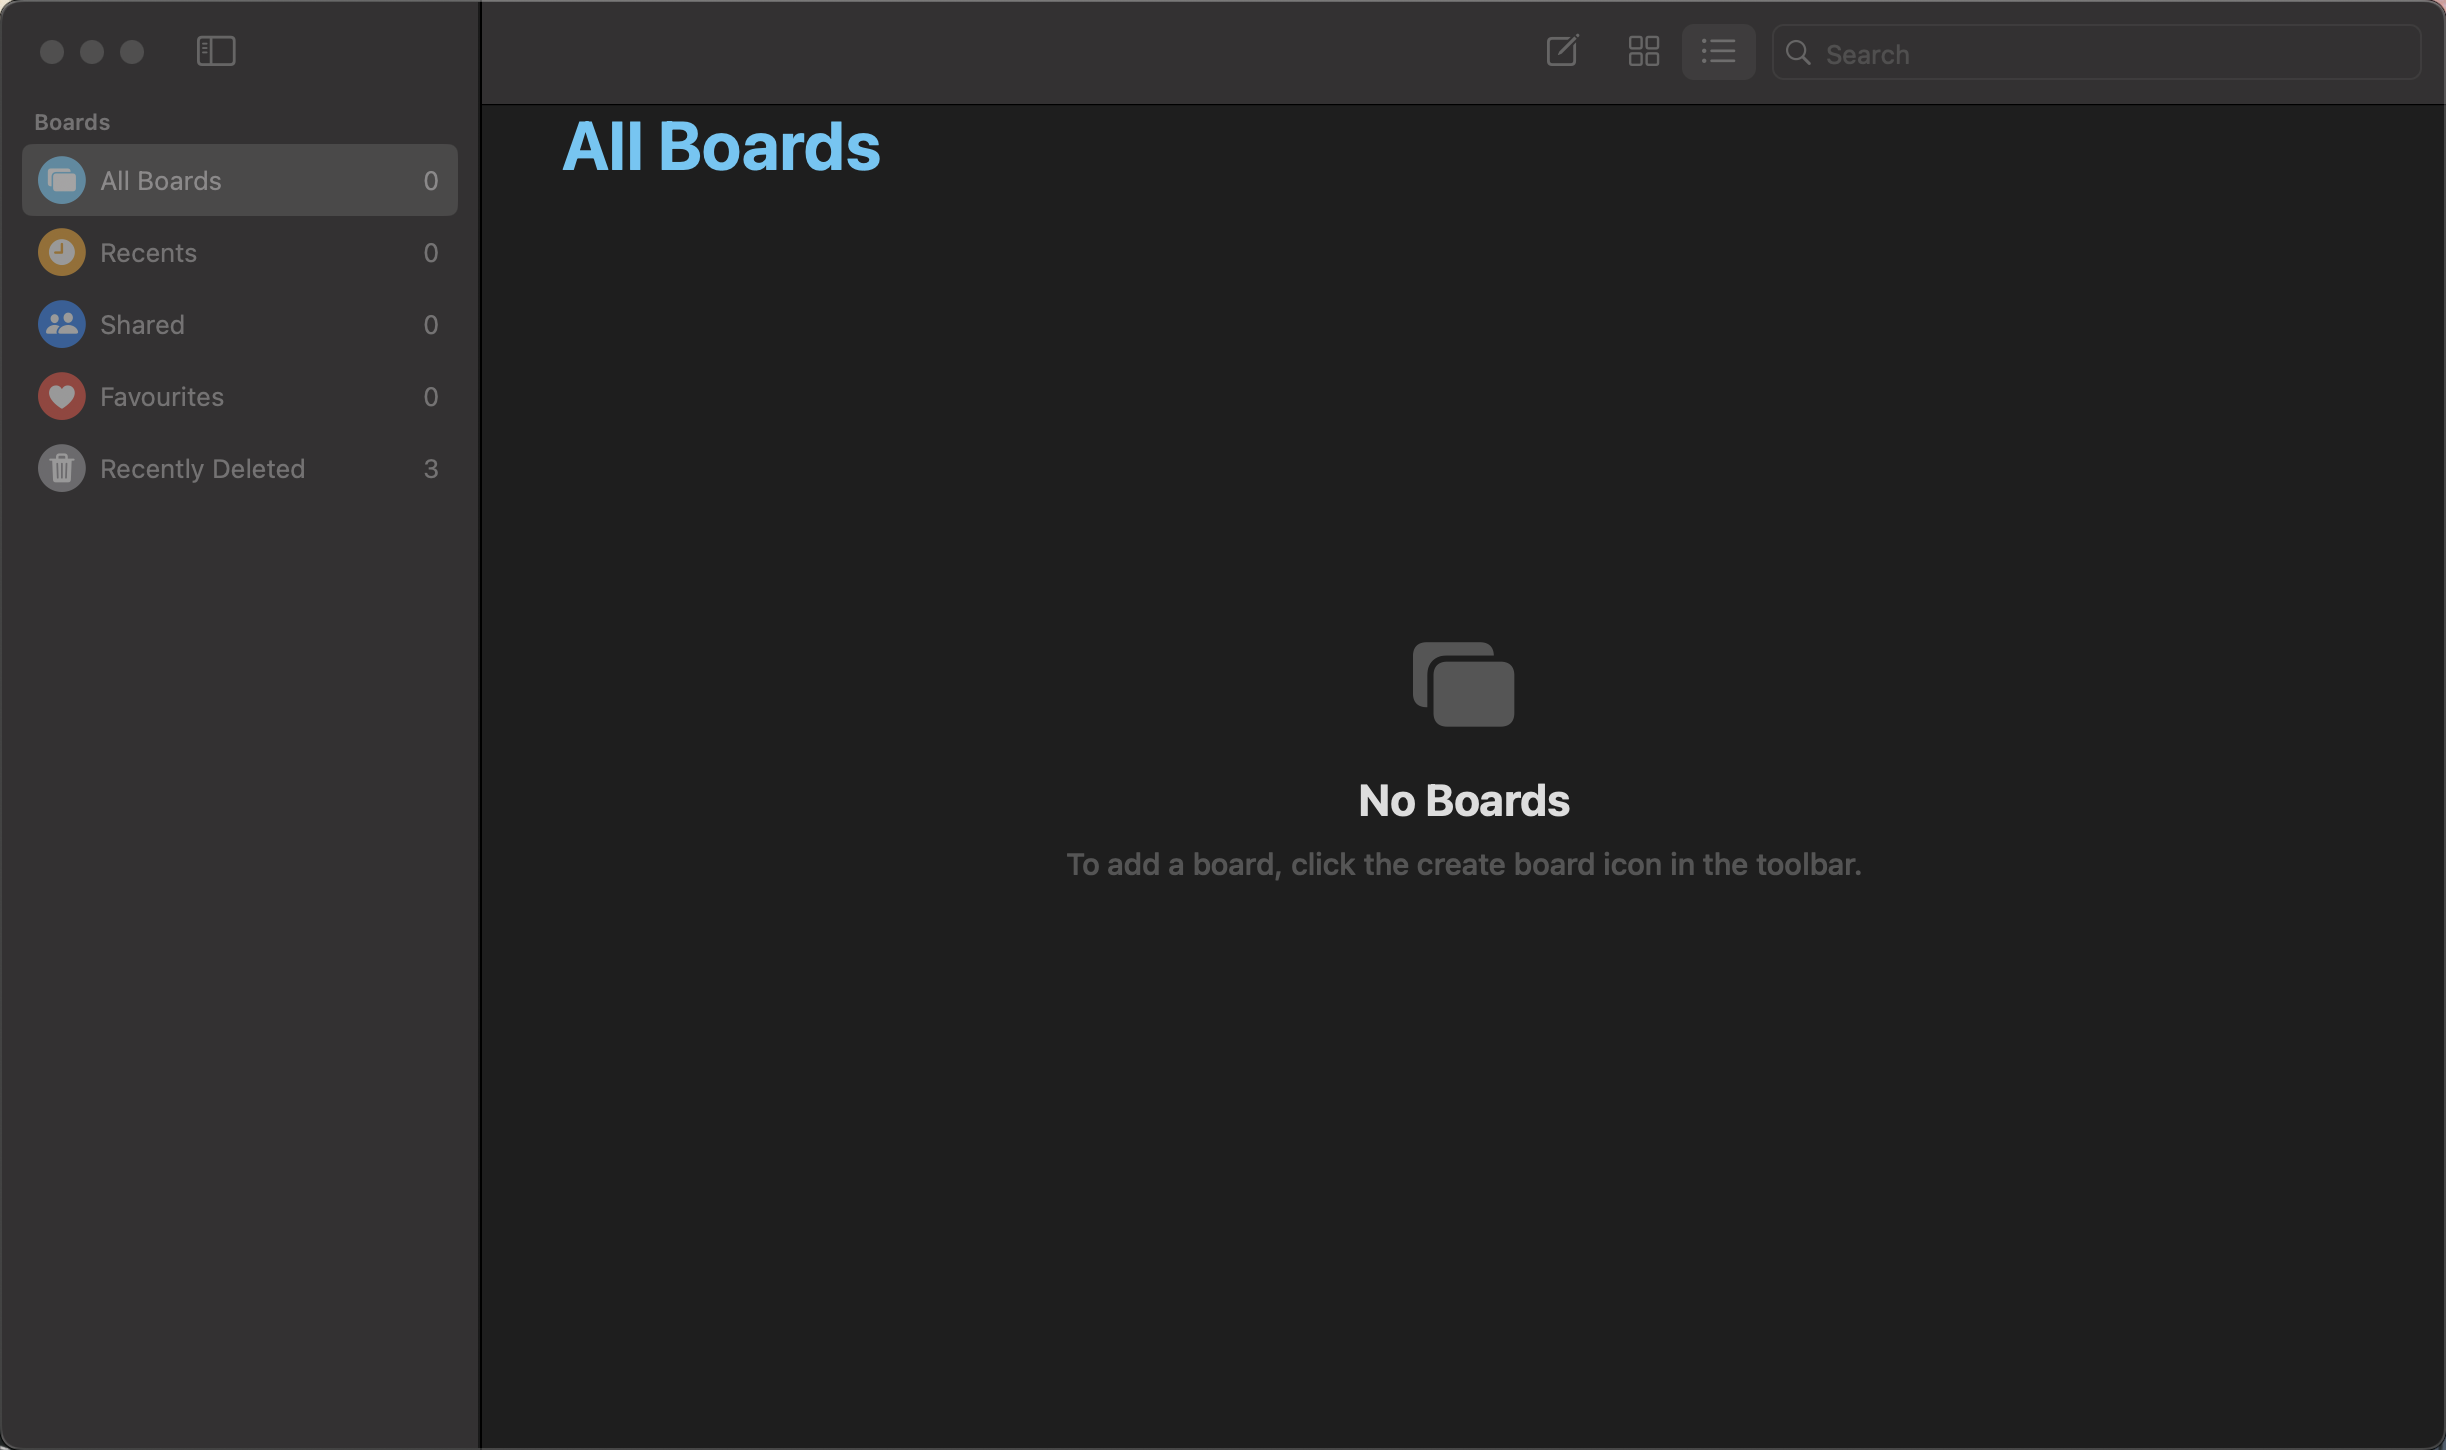 Search
Boards
All Boards 0
Recents 0
Shared 0
Favourites 0
Recently Deleted 3
All Boards
No Boards
To add a board, click the create board icon in the toolbar.